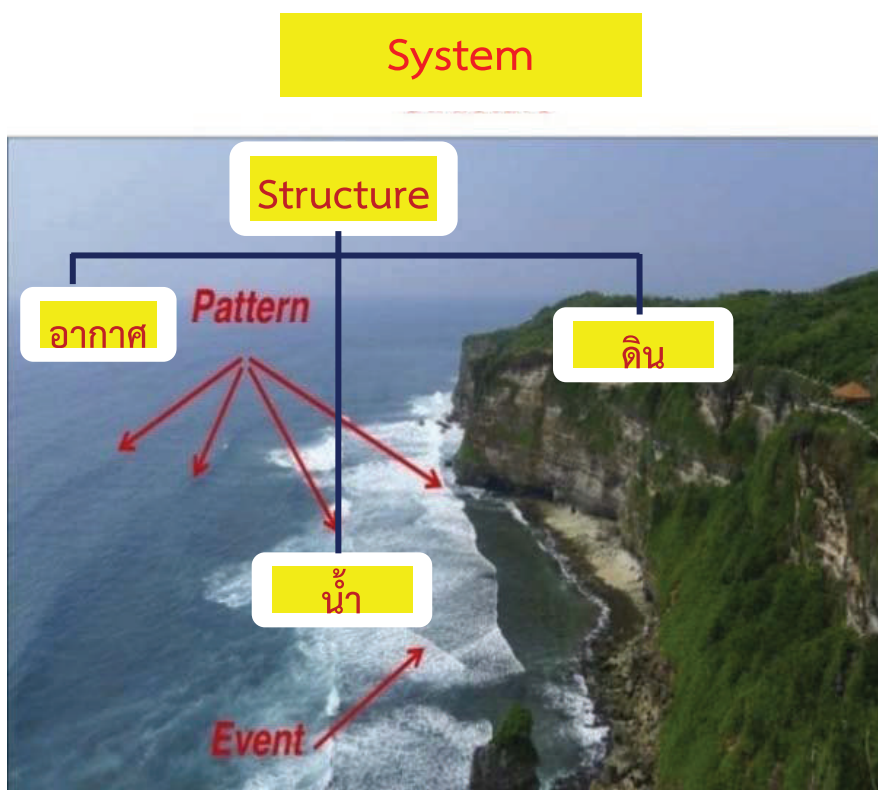 System
Structure
Pattern
อากาศ
ดิน
น้ำ
Event